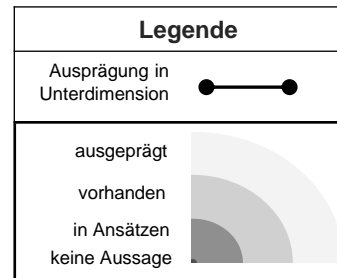 Legende
Ausprägung in
Unterdimension
ausgeprägt
vorhanden
in Ansätzen
keine Aussage